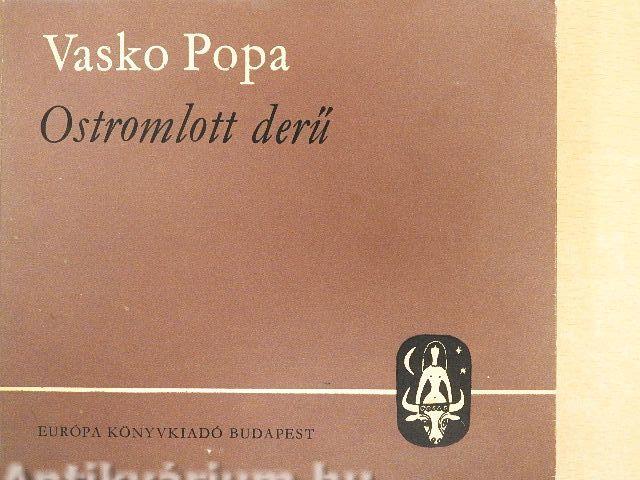 Vasko Popa
Ostromlott derű
EURÓPA KÖNYVKIADÓ BUDAPEST
Antikvárium.hu